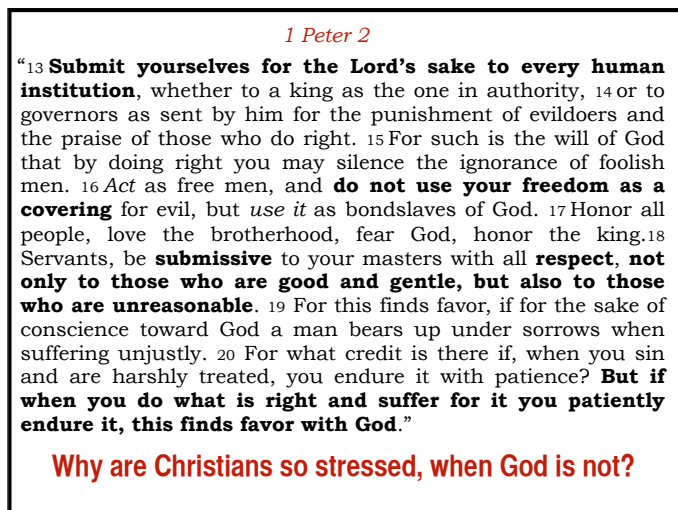 1 Peter 2
“13 Submit yourselves for the Lord’s sake to every human
institution, whether to a king as the one in authority, 14 or to
governors as sent by him for the punishment of evildoers and
the praise of those who do right. 15 For such is the will of God
that by doing right you may silence the ignorance of foolish
men. 16 Act as free men, and do not use your freedom as a
covering for evil, but use it as bondslaves of God. 17 Honor all
people, love the brotherhood, fear God, honor the king.18
Servants, be submissive to your masters with all respect, not
only to those who are good and gentle, but also to those
who are unreasonable. 19 For this finds favor, if for the sake of
conscience toward God a man bears up under sorrows when
suffering unjustly. 20 For what credit is there if, when you sin
and are harshly treated, you endure it with patience? But if
when you do what is right and suffer for it you patiently
endure it, this finds favor with God.”
Why are Christians so stressed, when God is not?